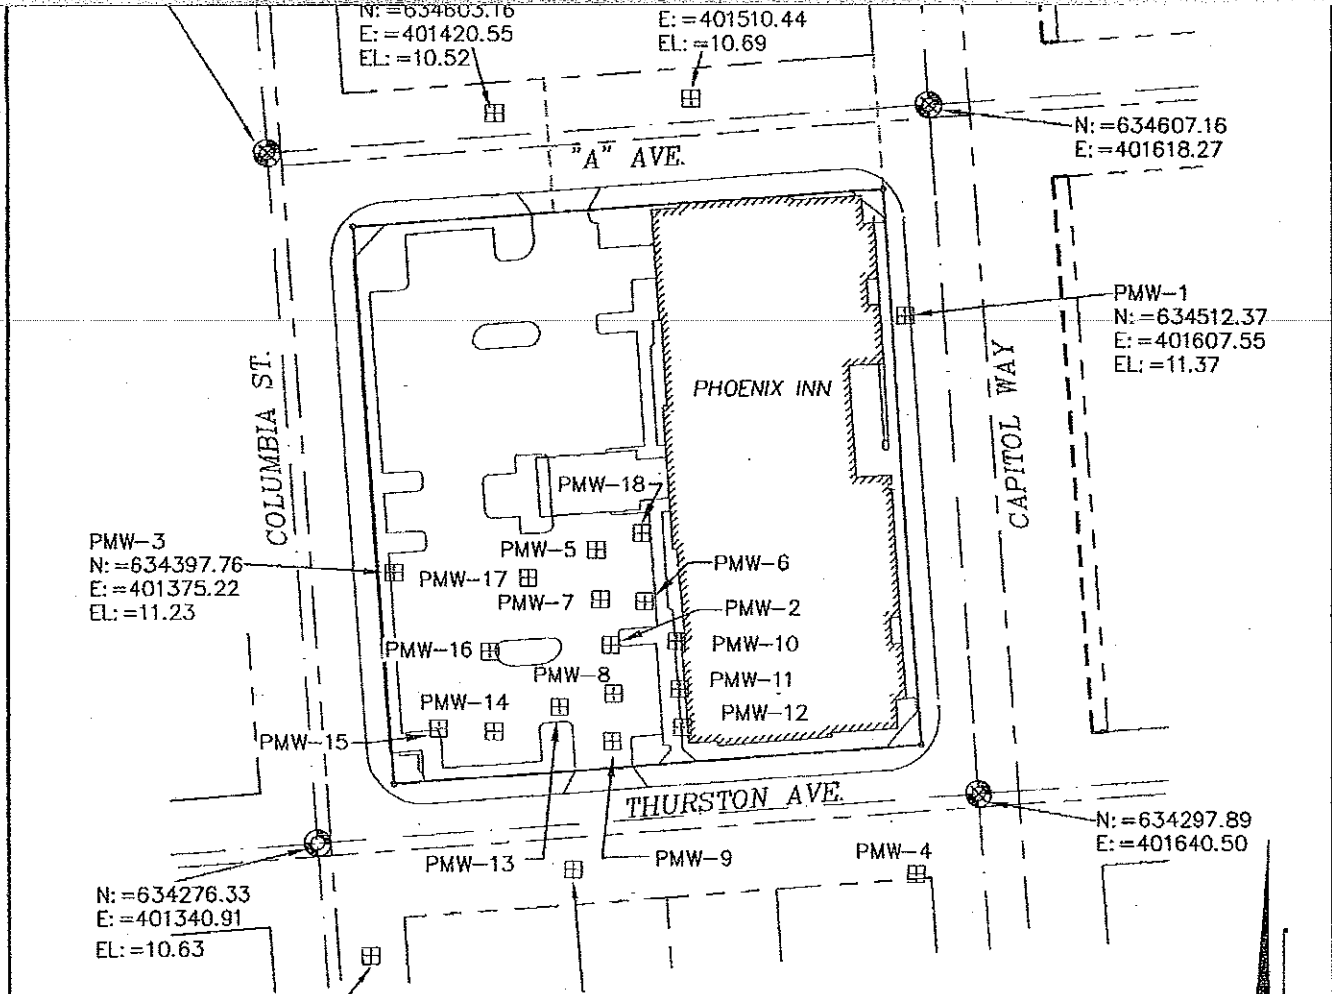 N: =634603.16
E: =401420.55
EL: =10.52
E: =401510.44
EL: =10.69
N: =634607.16
E: =401618.27
"A" AVE.
PMW-1
N: =634512.37
E: =401607.55
EL: =11.37
COLUMBIA ST.
PHOENIX INN
CAPITOL WAY
PMW-18
PMW-3
N: =634397.76
E: =401375.22
EL: =11.23
PMW-5
PMW-17
PMW-6
PMW-7
PMW-2
PMW-16
PMW-10
PMW-8
PMW-11
PMW-14
PMW-12
PMW-15
THURSTON AVE.
N: =634297.89
E: =401640.50
PMW-13
PMW-9
PMW-4
N: =634276.33
E: =401340.91
EL: =10.63